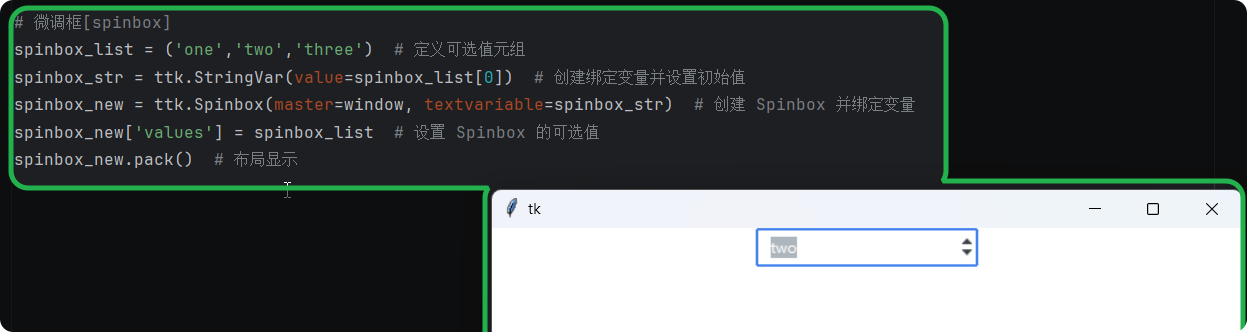 # 微调框[spinbox]
spinbox_list = ('one','two','three')  # 定义可选值元组
spinbox_str = ttk.StringVar(value=spinbox_list[0])  # 创建绑定变量并设置初始值
spinbox_new = ttk.Spinbox(master=window, textvariable=spinbox_str)  # 创建 Spinbox 并绑定变量
spinbox_new['values'] = spinbox_list  # 设置 Spinbox 的可选值
spinbox_new.pack()  # 布局显示
tk
two